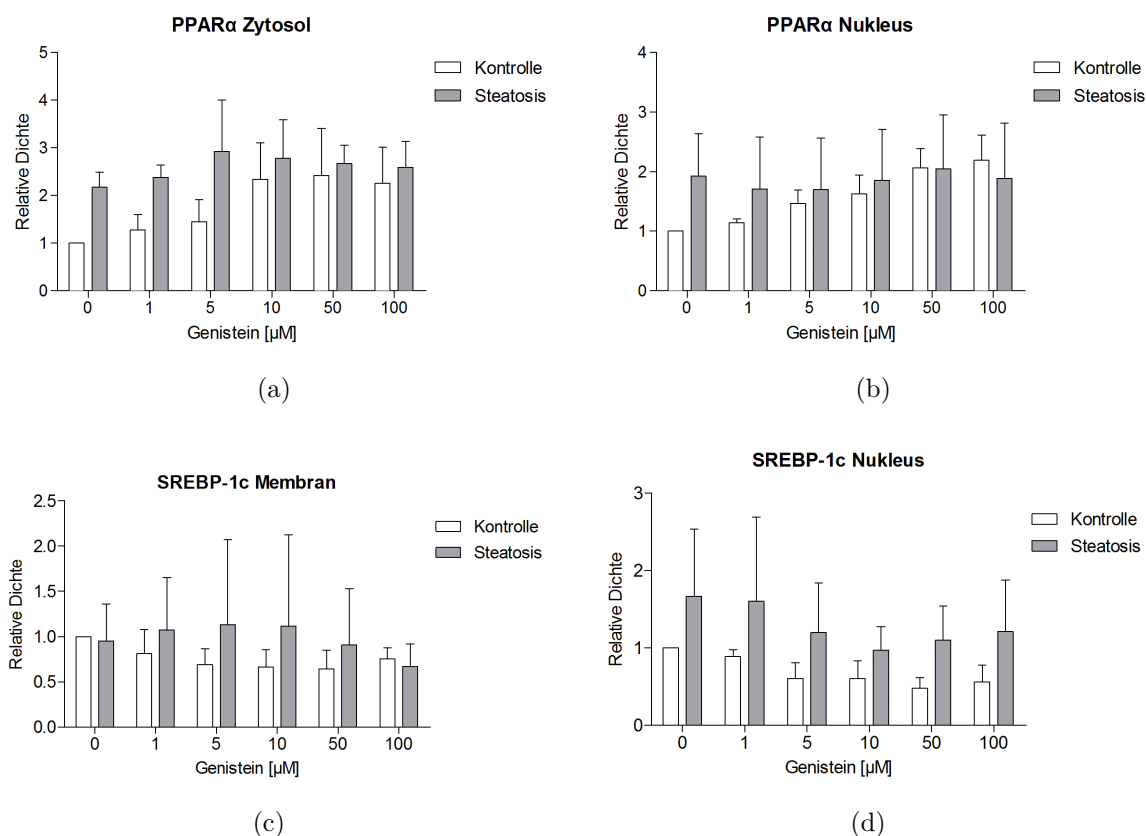 PPARα Zytosol
5
4
3
2
1
0
Relative Dichte
0 1 5 10 50 100
Genistein [µM]
Kontrolle
Steatosis
(a)
PPARα Nukleus
4
3
2
1
0
Relative Dichte
0 1 5 10 50 100
Genistein [µM]
Kontrolle
Steatosis
(b)
SREBP-1c Membran
2.5
2.0
1.5
1.0
0.5
0.0
Relative Dichte
0 1 5 10 50 100
Genistein [µM]
Kontrolle
Steatosis
(c)
SREBP-1c Nukleus
3
2
1
0
Relative Dichte
0 1 5 10 50 100
Genistein [µM]
Kontrolle
Steatosis
(d)